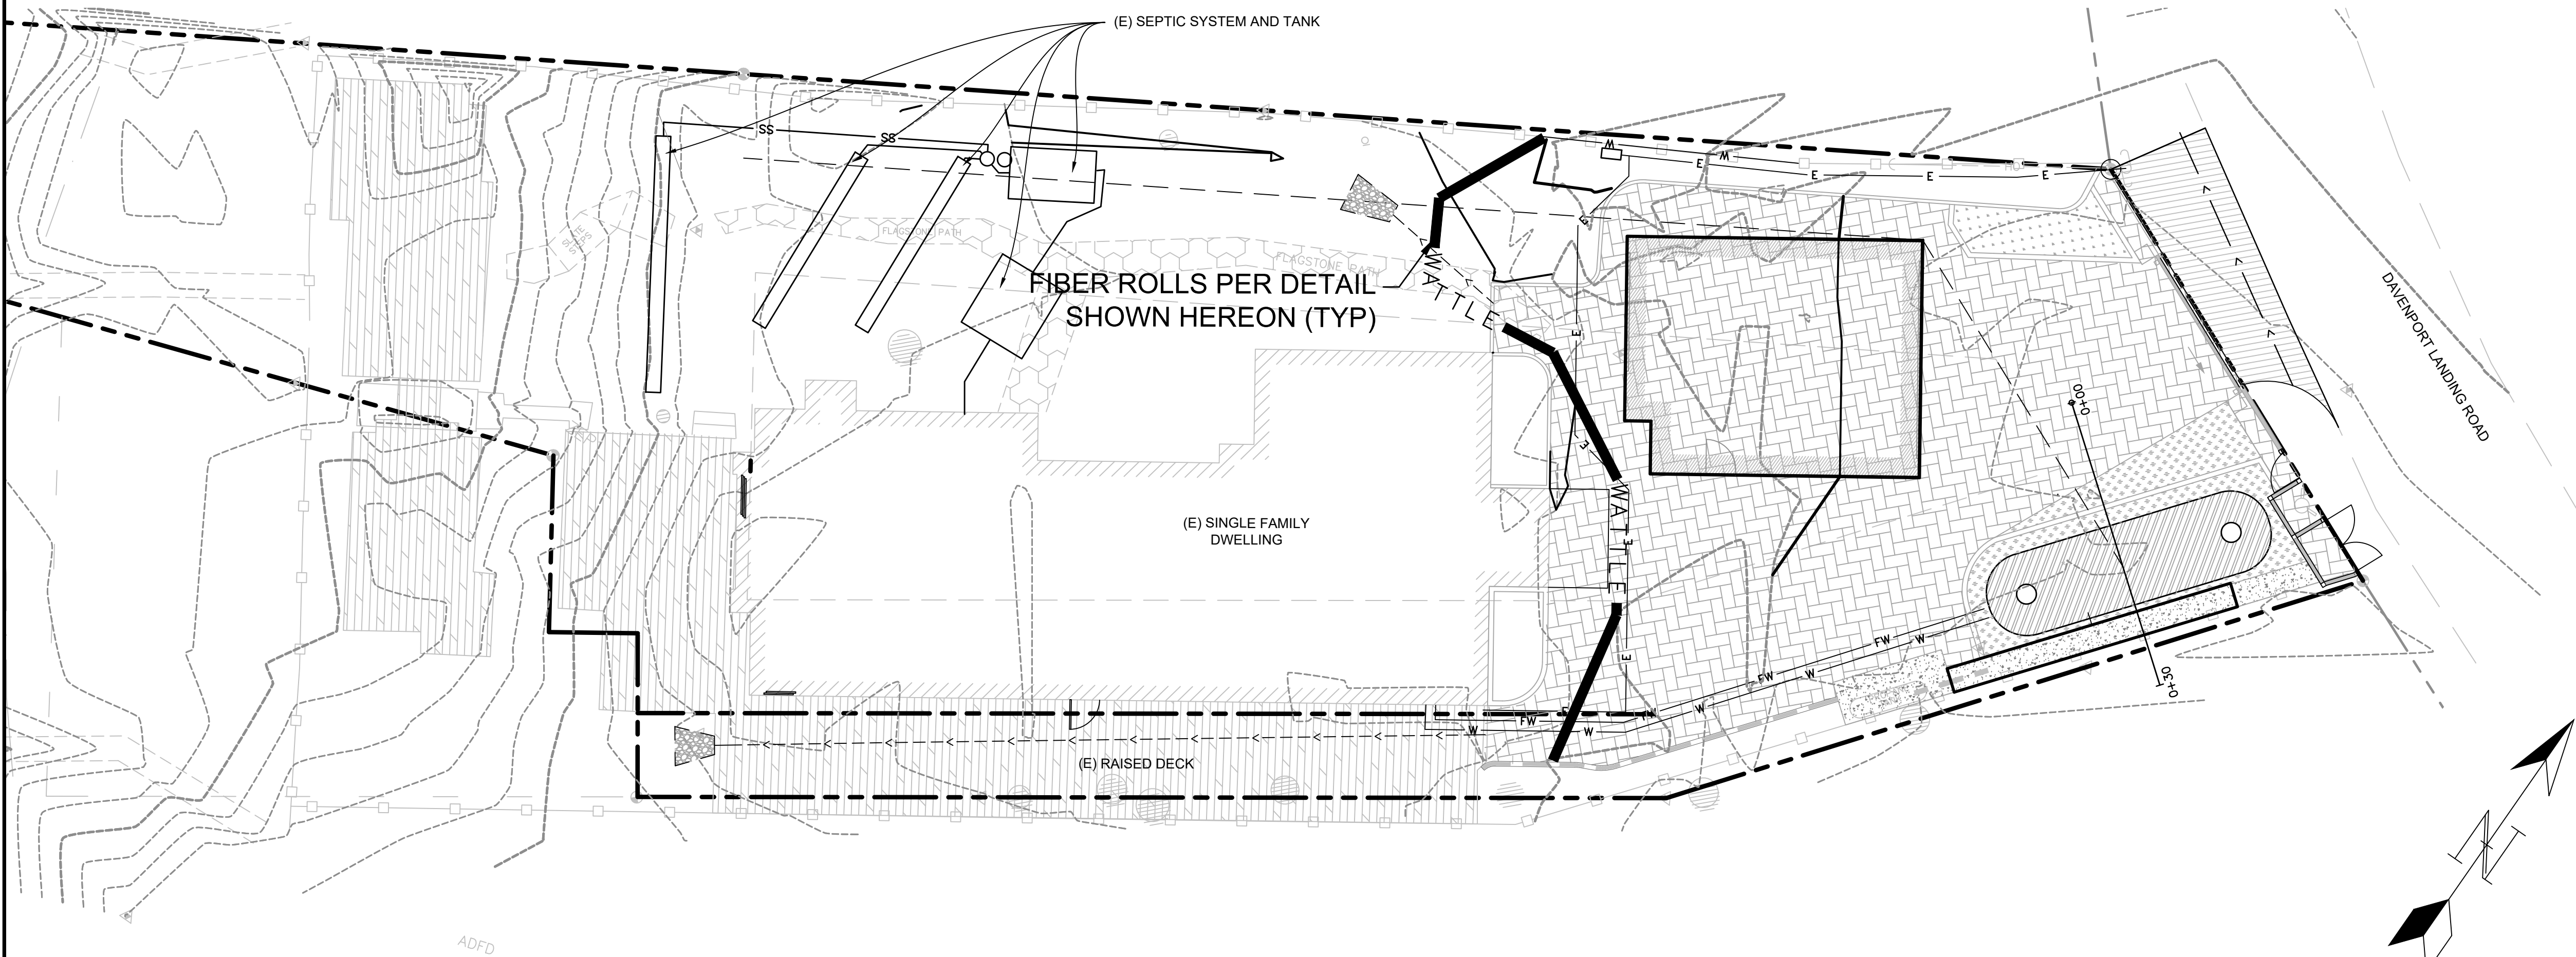 (E) SEPTIC SYSTEM AND TANK
SS
SS
W
W
E
E
E
E
FLAGSTONE PATH
FLAGSTONE PATH
FIBER ROLLS PER DETAIL
SHOWN HEREON (TYP)
WATTLE
E
E
DAVENPORT LANDING ROAD
0+00
WATTLE
E
(E) SINGLE FAMILY
DWELLING
E
FW
W
FW
W
0+30
W
E
FW
W
W
(E) RAISED DECK
N
ADFD